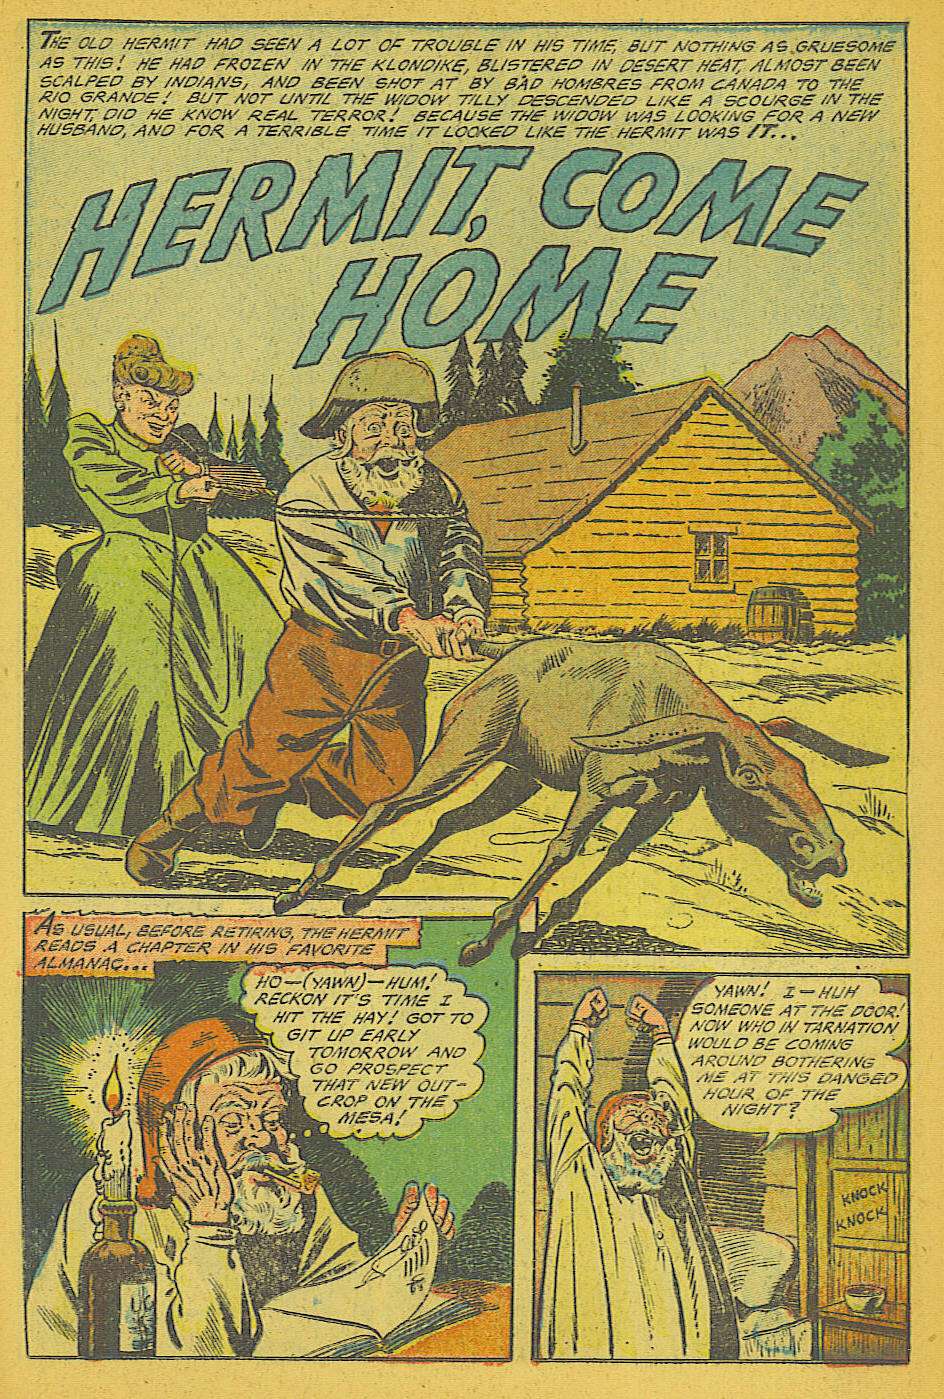 THE OLD HERMIT HAD SEEN A LOT OF TROUBLE IN HIS TIME, BUT NOTHING AS GRUESOME
AS THIS! HE HAD FROZEN IN THE KLONDIKE, BLISTERED IN DESERT HEAT, ALMOST BEEN
SCALPED BY INDIANS, AND BEEN SHOT AT BY BAD HOMBRES FROM CANADA TO THE
RIO GRANDE! BUT NOT UNTIL THE WIDOW TILLY DESCENDED LIKE A SCOURGE IN THE
NIGHT, DID HE KNOW REAL TERROR! BECAUSE THE WIDOW WAS LOOKING FOR A NEW
HUSBAND, AND FOR A TERRIBLE TIME IT LOOKED LIKE THE HERMIT WAS IT...
HERMIT, COME
HOME
AS USUAL, BEFORE RETIRING, THE HERMIT
READS A CHAPTER IN HIS FAVORITE
ALMANAC...
HO-(YAWN)-HUM!
RECKON IT'S TIME I
HIT THE HAY! GOT TO
GIT UP EARLY
TOMORROW AND
GO PROSPECT
THAT NEW OUT-
CROP ON THE
MESA!
YAWN! I-HUH
SOMEONE AT THE DOOR!
NOW WHO IN TARNATION
WOULD BE COMING
AROUND BOTHERING
ME AT THIS DANGED
HOUR OF THE
NIGHT?
KNOCK
KNOCK